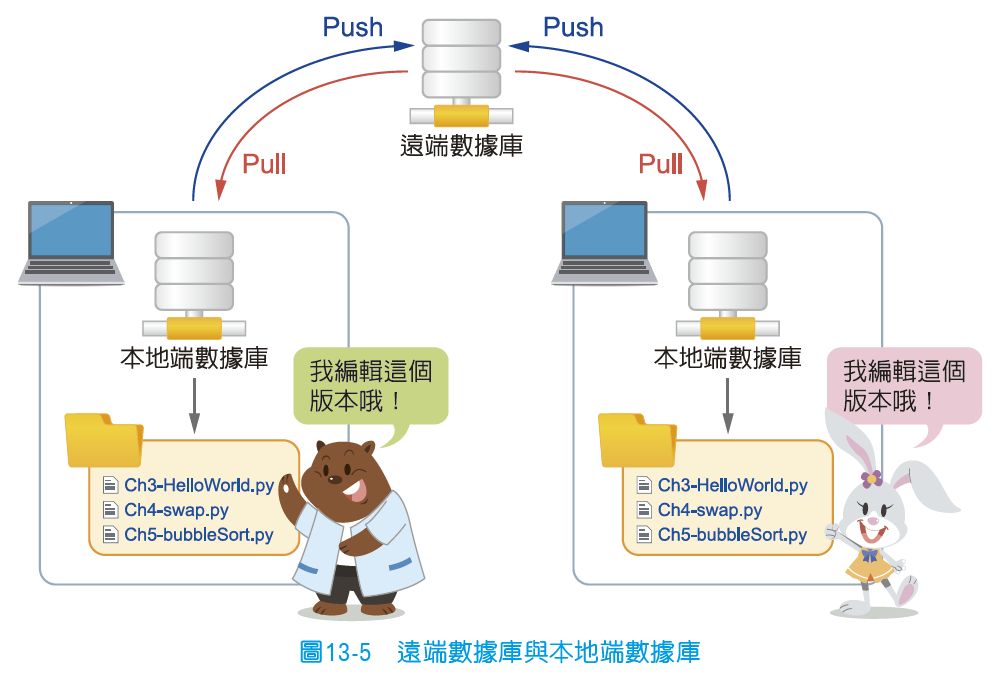 Push
Push
遠端數據庫
Pull
Pull
本地端數據庫
我編輯這個
版本哦！
Ch3-HelloWorld.py
Ch4-swap.py
Ch5-bubbleSort.py
本地端數據庫
我編輯這個
版本哦！
Ch3-HelloWorld.py
Ch4-swap.py
Ch5-bubbleSort.py
圖13-5　遠端數據庫與本地端數據庫